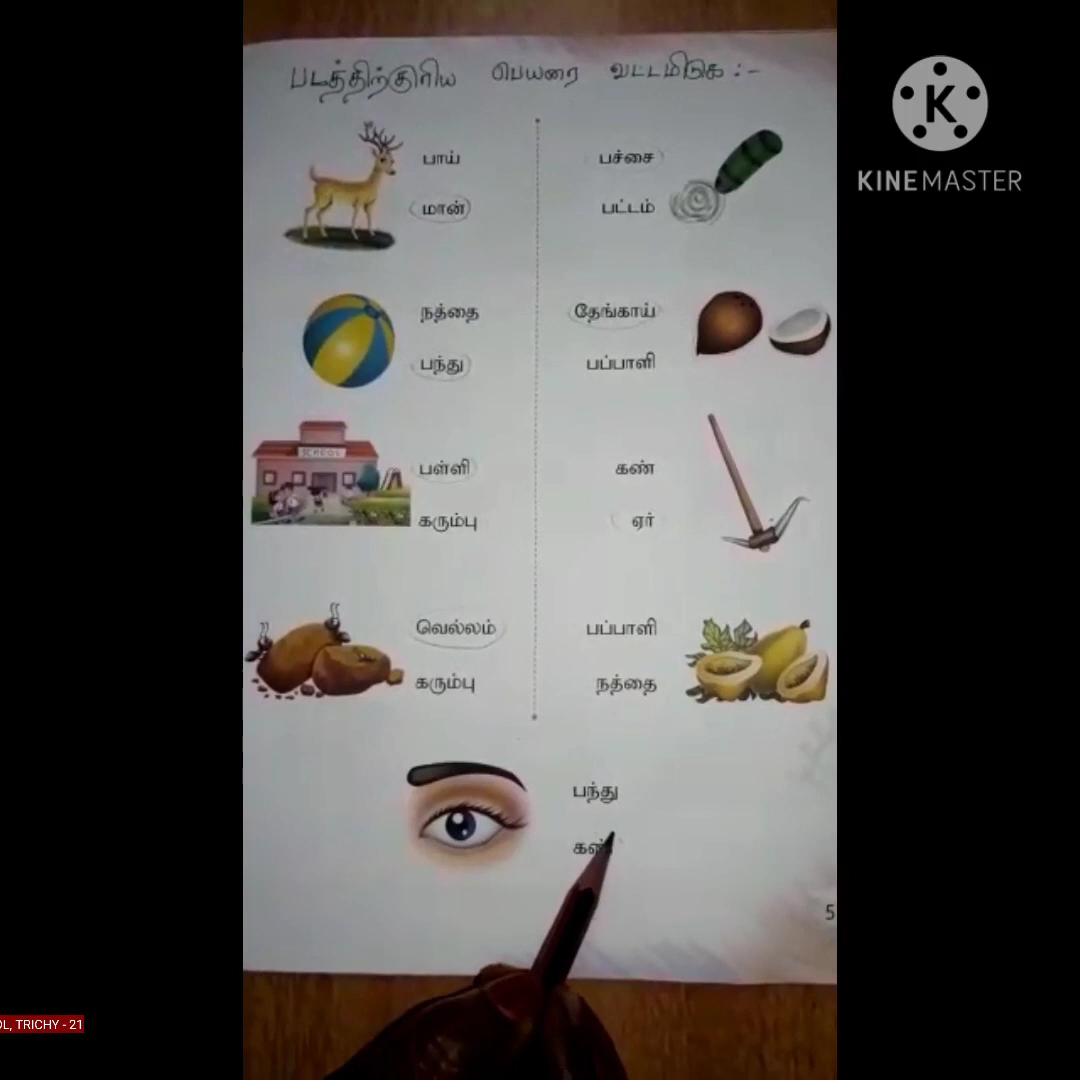 படத்திற்குரிய பெயரை வட்டமிடுக :-
K
KINEMASTER
பாய்
மான்
பச்சை
பட்டம்
நத்தை
பந்து
தேங்காய்
பப்பாளி
SCHOOL
பள்ளி
கரும்பு
கண்
ஏர்
வெல்லம்
கரும்பு
பப்பாளி
நத்தை
பந்து
கண்
5
OL, TRICHY - 21